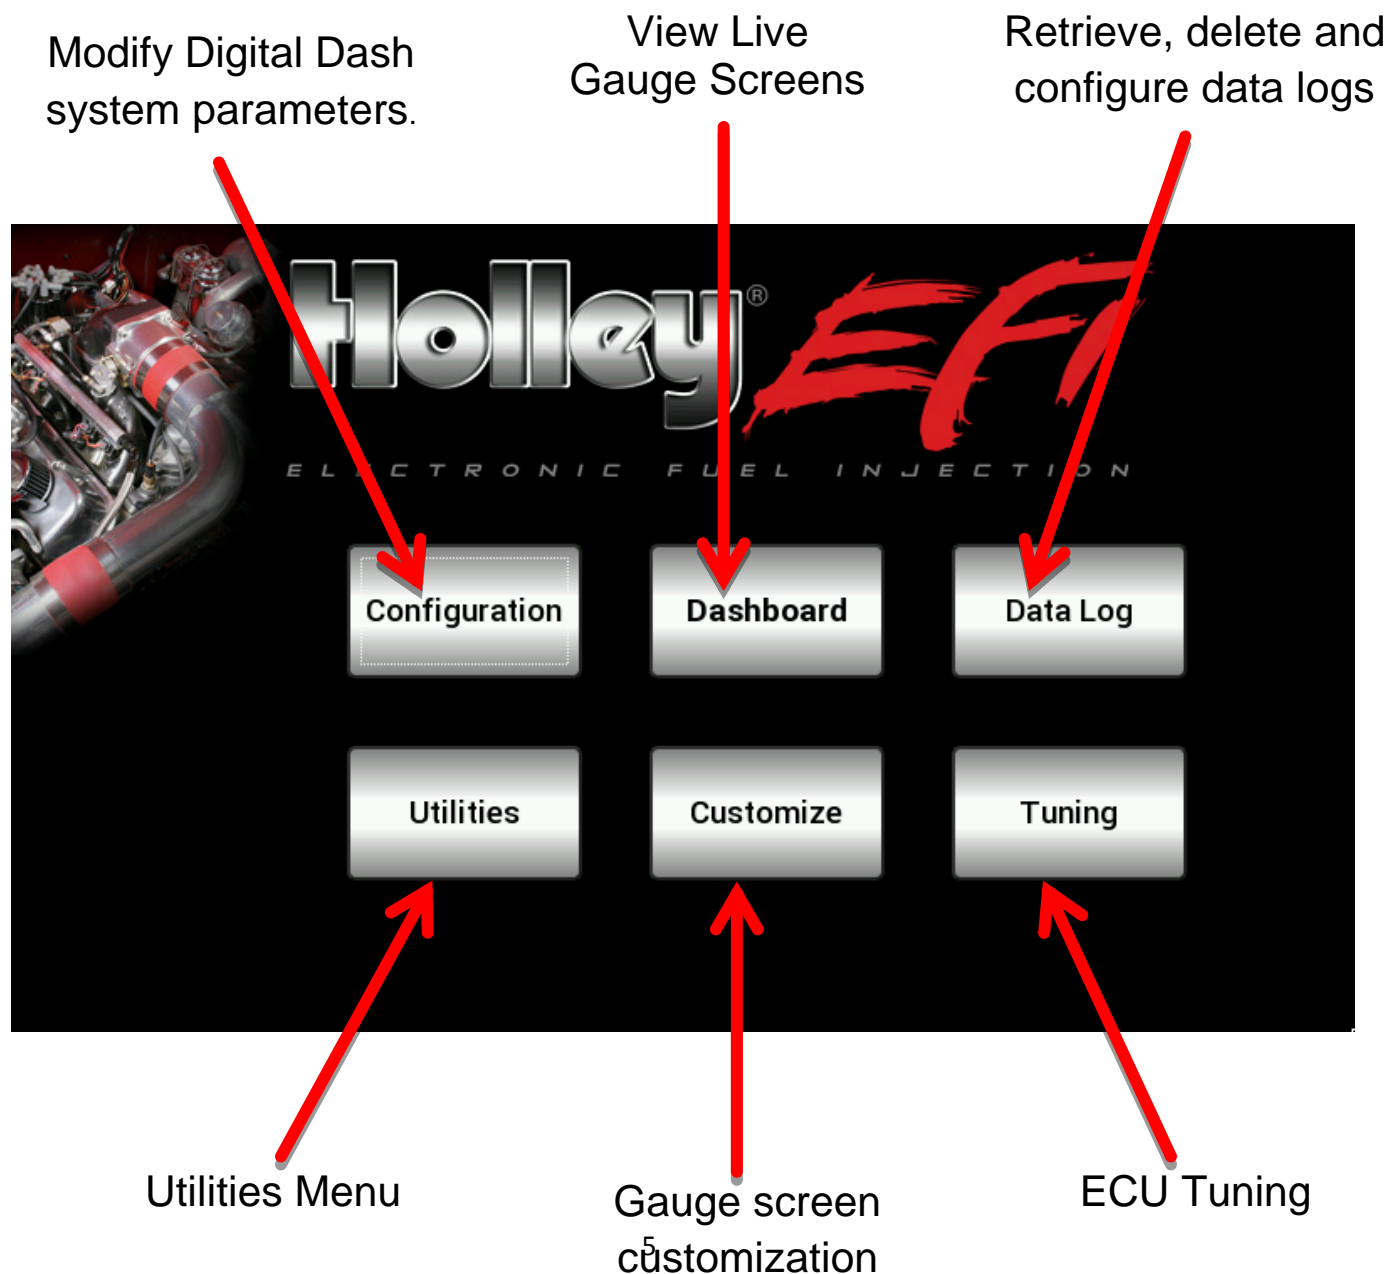 Modify Digital Dash
system parameters.
View Live
Gauge Screens
Retrieve, delete and
configure data logs
Holley® EFI
ELECTRONIC FUEL INJECTION
Configuration
Dashboard
Data Log
Utilities
Customize
Tuning
Utilities Menu
Gauge screen
customization
ECU Tuning
5